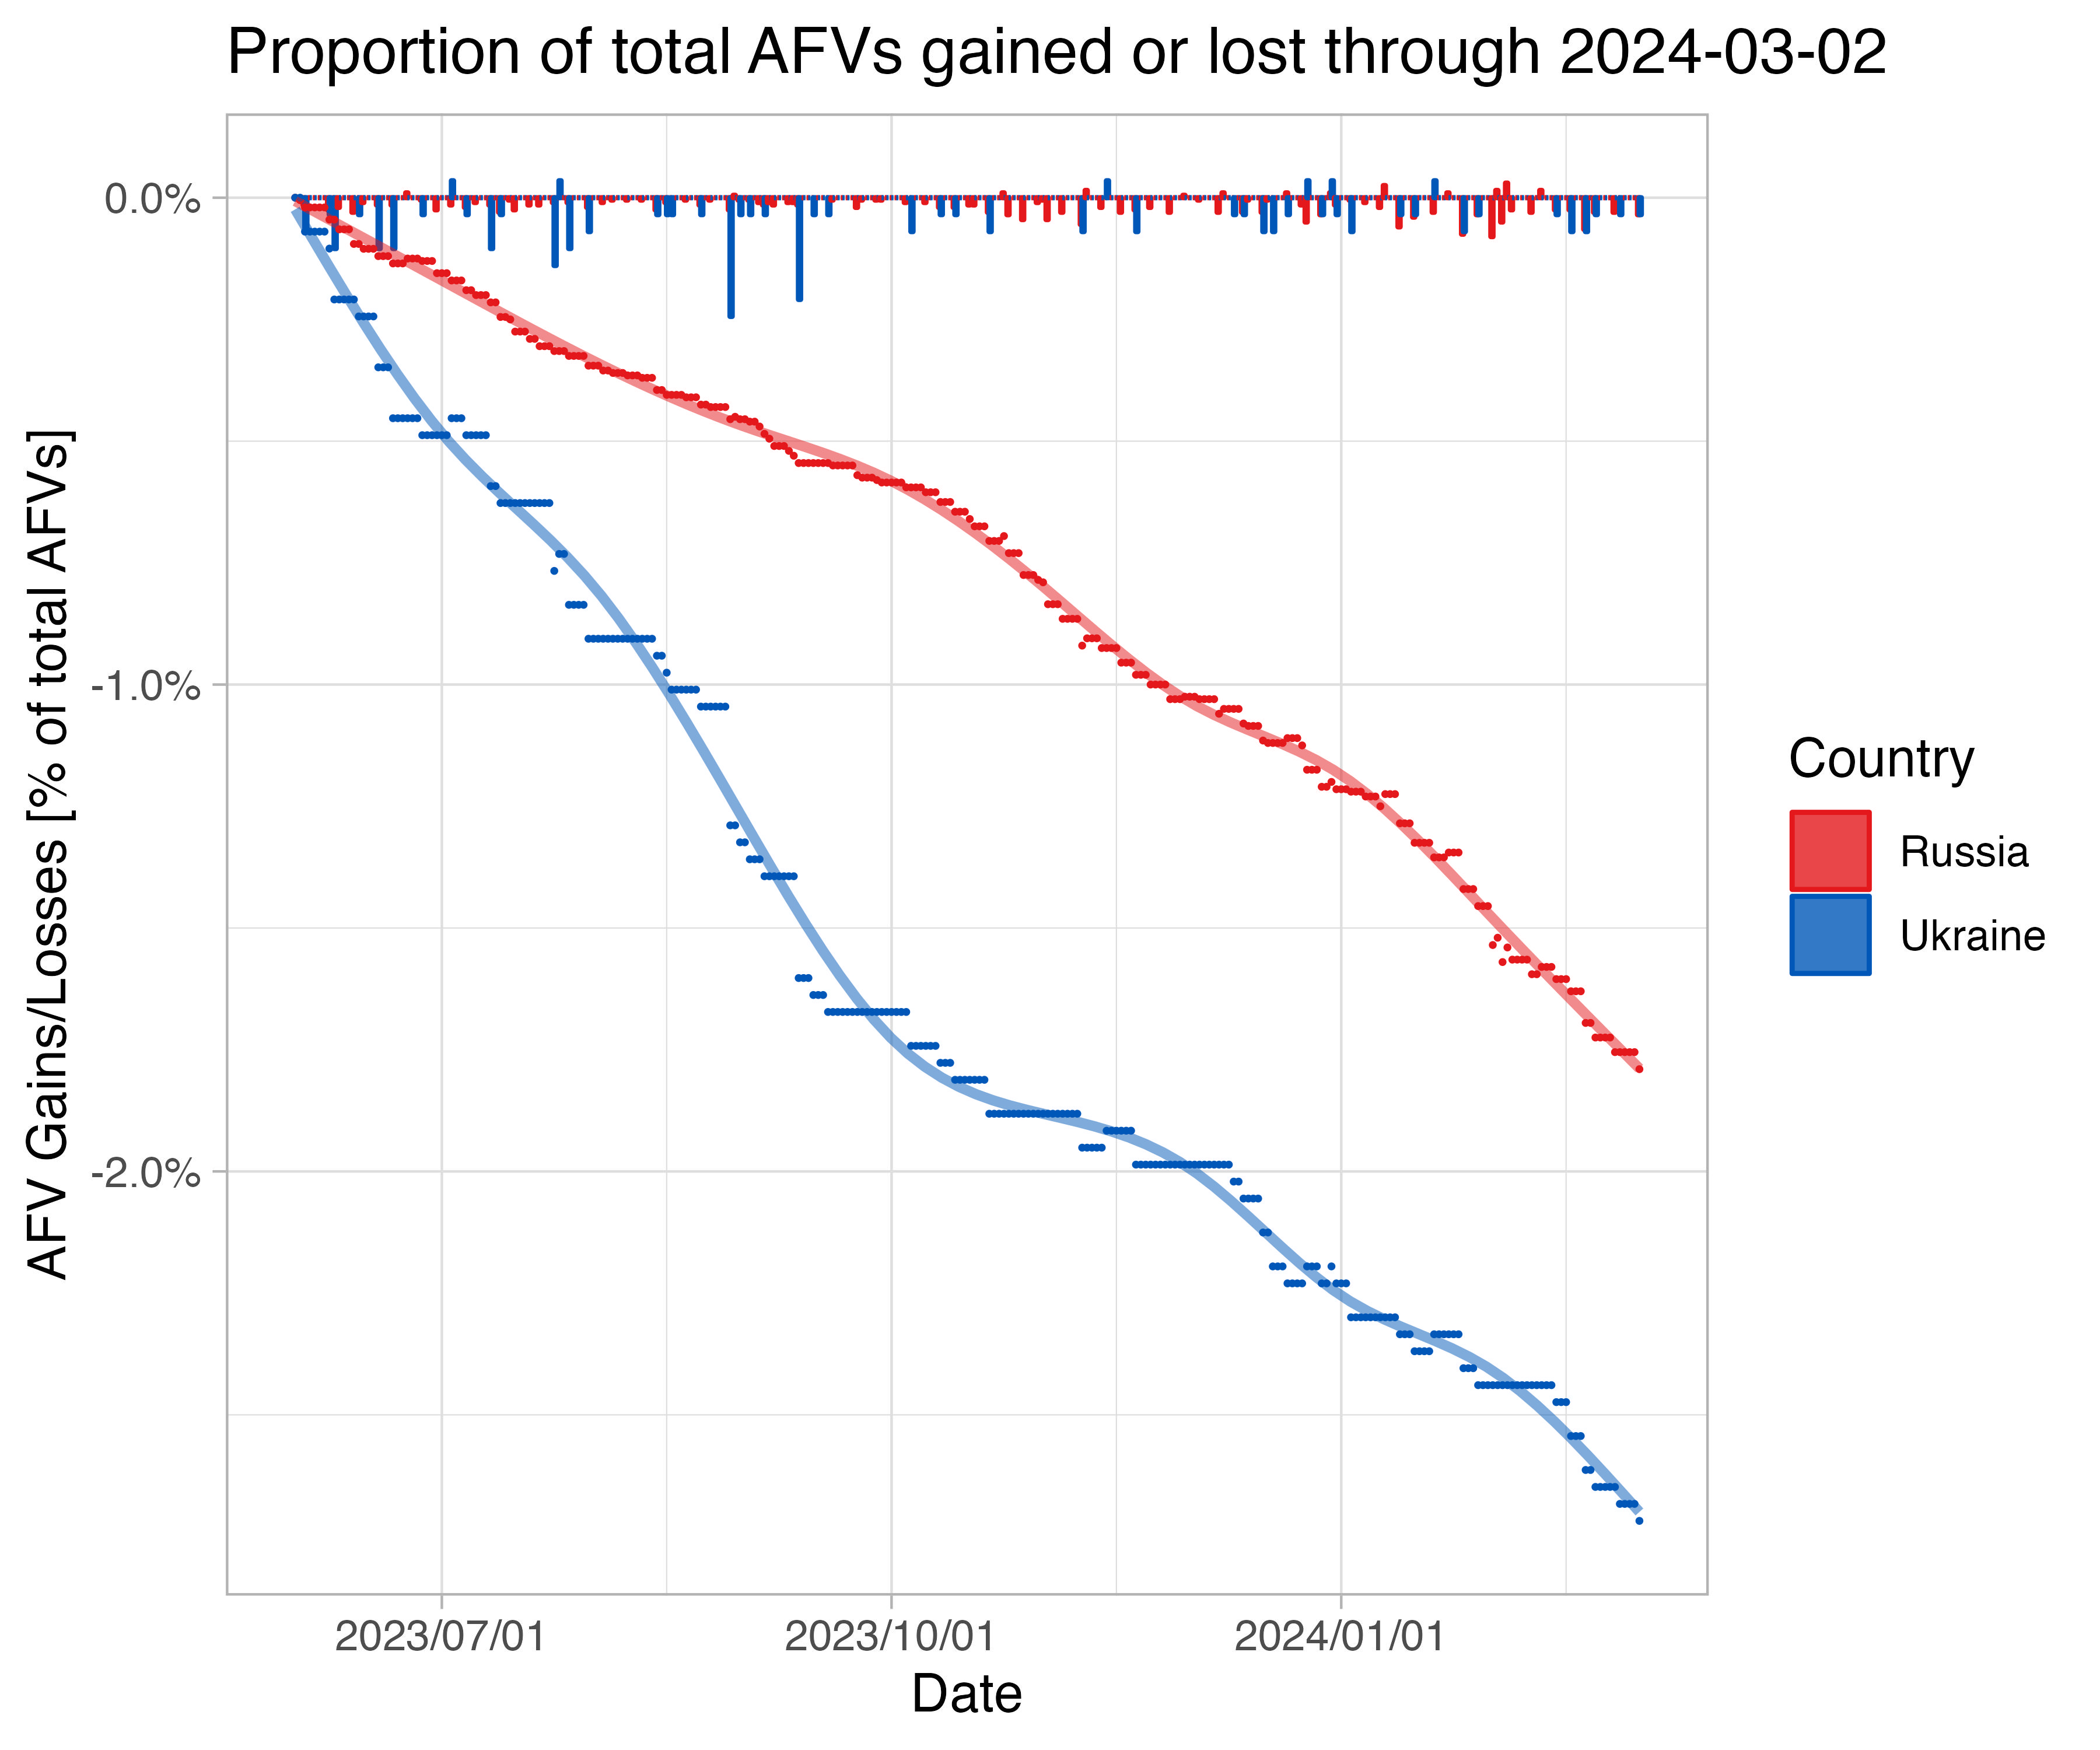 Proportion of total AFVs gained or lost through 2024-03-02
AFV Gains/Losses [% of total AFVs]
0.0%
-1.0%
-2.0%
2023/07/01
2023/10/01
2024/01/01
Date
Country
Russia
Ukraine